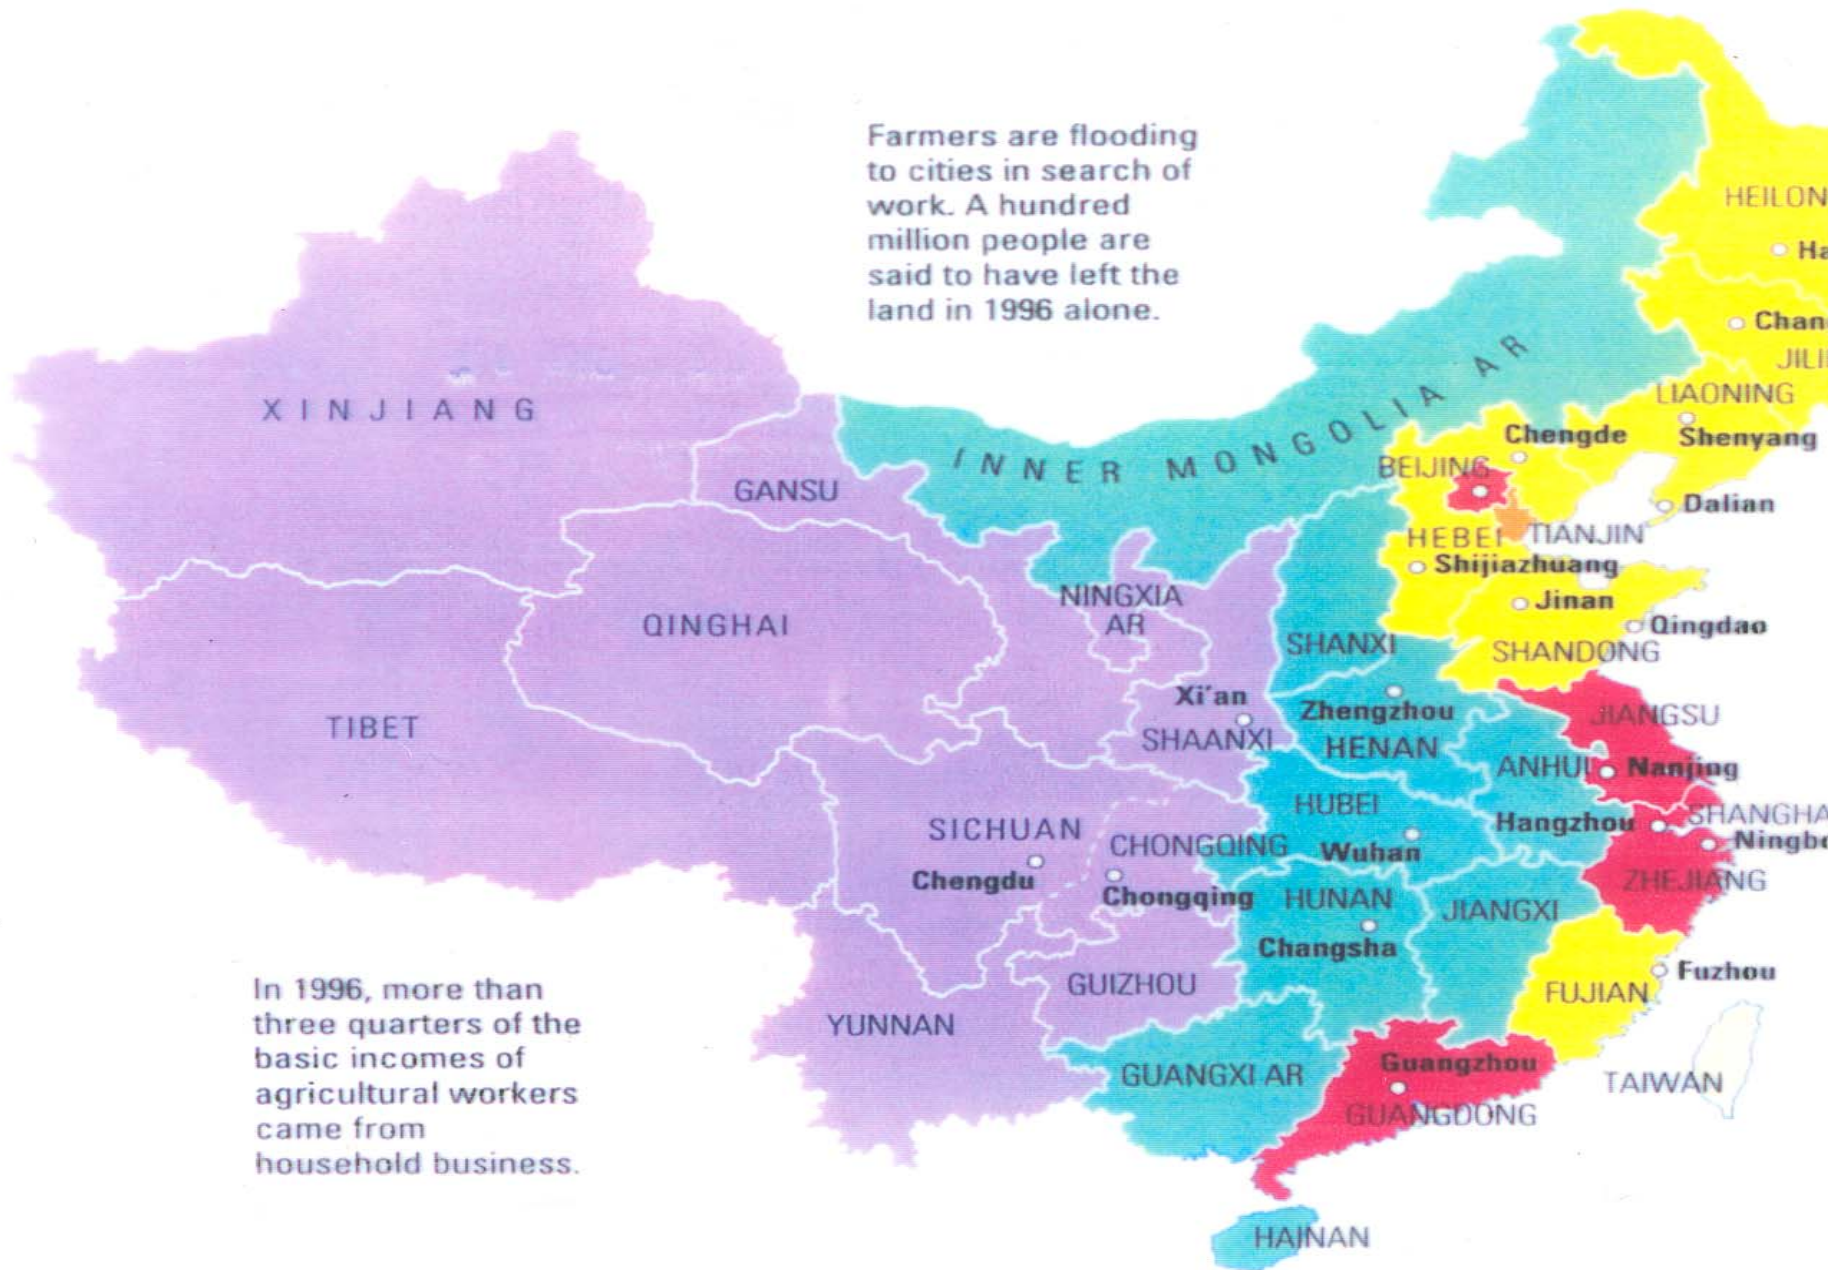 Farmers are flooding
to cities in search of
work. A hundred
million people are
said to have left the
land in 1996 alone.
HEILON
Ha
Chang
JILI
LIAONING
Shenyang
Chengde
BEIJING
Dalian
HEBEI
TIANJIN
Shijiazhuang
Jinan
Qingdao
SHANDONG
XINJIANG
INNER MONGOLIA AR
GANSU
QINGHAI
NINGXIA
AR
SHANXI
Xi'an
SHAANXI
Zhengzhou
HENAN
TIBET
JIANGSU
ANHUI
Nanjing
HUBEI
Wuhan
SHANGHA
Hangzhou
Ningbo
ZHEJIANG
SICHUAN
Chengdu
CHONGQING
Chongqing
HUNAN
Changsha
JIANGXI
GUIZHOU
YUNNAN
FUJIAN
Fuzhou
TAIWAN
GUANGXI AR
Guangzhou
GUANGDONG
HAINAN
In 1996, more than
three quarters of the
basic incomes of
agricultural workers
came from
household business.